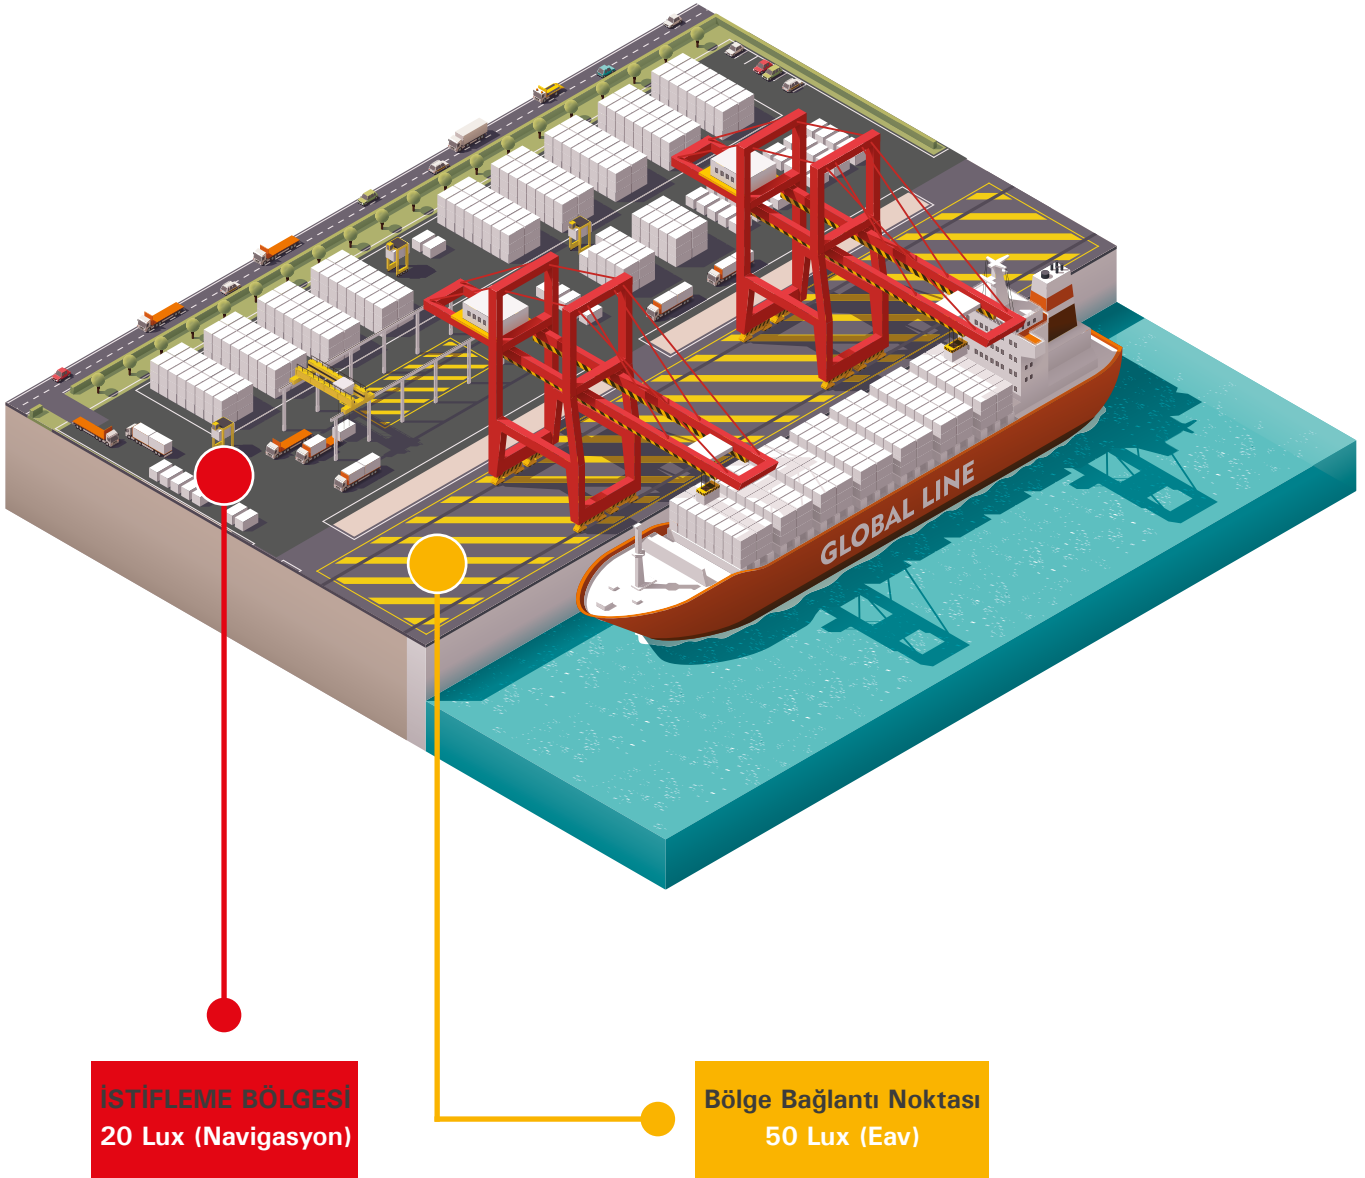 GLOBAL LINE
İSTİFLEME BÖLGESİ
20 Lux (Navigasyon)
Bölge Bağlantı Noktası
50 Lux (Eav)